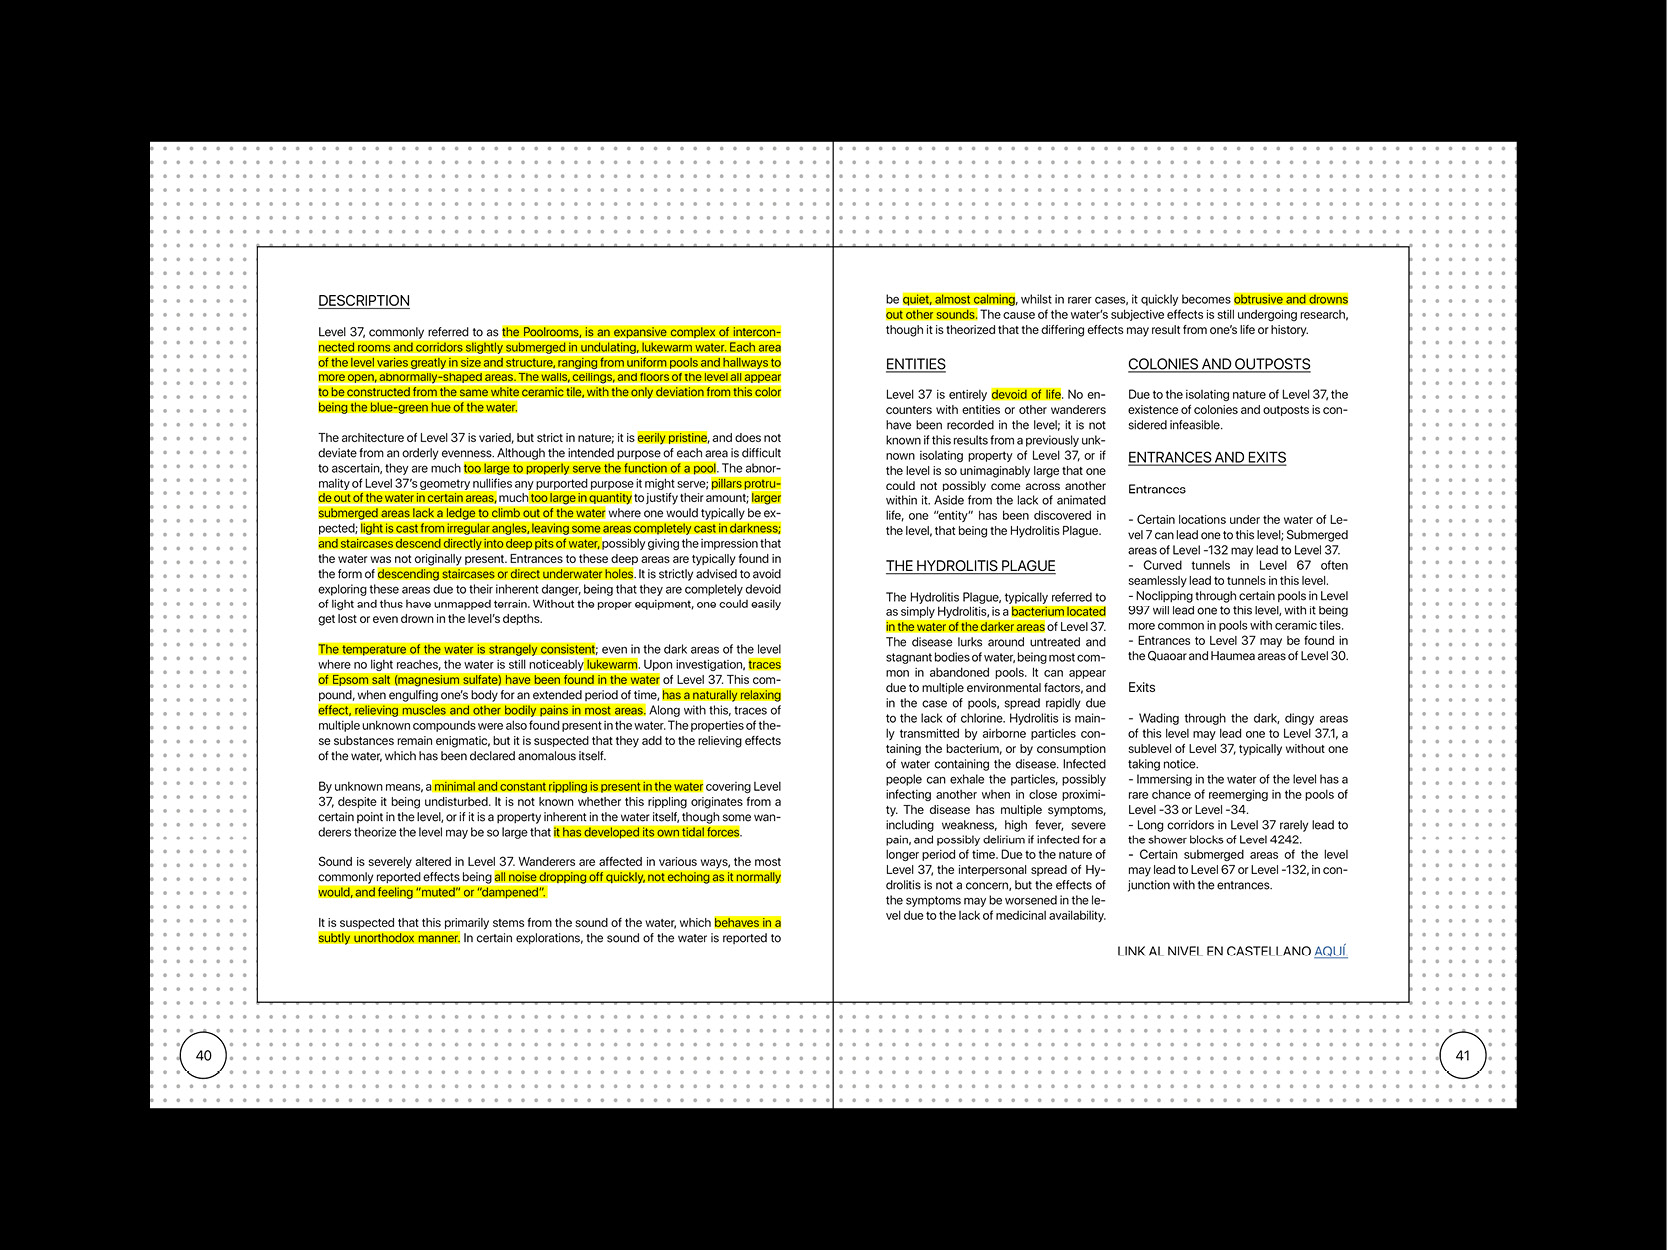 DESCRIPTION
Level 37, commonly referred to as the Poolrooms, is an expansive complex of intercon-
nected rooms and corridors slightly submerged in undulating, lukewarm water. Each area
of the level varies greatly in size and structure, ranging from uniform pools and hallways to
more open, abnormally-shaped areas. The walls, ceilings, and floors of the level all appear
to be constructed from the same white ceramic tile, with the only deviation from this color
being the blue-green hue of the water.
The architecture of Level 37 is varied, but strict in nature; it is eerily pristine, and does not
deviate from an orderly evenness. Although the intended purpose of each area is difficult
to ascertain, they are much too large to properly serve the function of a pool. The abnor-
mality of Level 37's geometry nullifies any purported purpose it might serve; pillars protru-
de out of the water in certain areas, much too large in quantity to justify their amount; larger
submerged areas lack a ledge to climb out of the water where one would typically be ex-
pected; light is cast from irregular angles, leaving some areas completely cast in darkness;
and staircases descend directly into deep pits of water, possibly giving the impression that
the water was not originally present. Entrances to these deep areas are typically found in
the form of descending staircases or direct underwater holes. It is strictly advised to avoid
exploring these areas due to their inherent danger, being that they are completely devoid
of light and thus have unmapped terrain. Without the proper equipment, one could easily
get lost or even drown in the level's depths.
The temperature of the water is strangely consistent; even in the dark areas of the level
where no light reaches, the water is still noticeably lukewarm. Upon investigation, traces
of Epsom salt (magnesium sulfate) have been found in the water of Level 37. This com-
pound, when engulfing one's body for an extended period of time, has a naturally relaxing
effect, relieving muscles and other bodily pains in most areas. Along with this, traces of
multiple unknown compounds were also found present in the water. The properties of the-
se substances remain enigmatic, but it is suspected that they add to the relieving effects
of the water, which has been declared anomalous itself.
By unknown means, a minimal and constant rippling is present in the water covering Level
37, despite it being undisturbed. It is not known whether this rippling originates from a
certain point in the level, or if it is a property inherent in the water itself, though some wan-
derers theorize the level may be so large that it has developed its own tidal forces.
Sound is severely altered in Level 37. Wanderers are affected in various ways, the most
commonly reported effects being all noise dropping off quickly, not echoing as it normally
would, and feeling "muted" or "dampened".
It is suspected that this primarily stems from the sound of the water, which behaves in a
subtly unorthodox manner. In certain explorations, the sound of the water is reported to
40
be quiet, almost calming, whilst in rarer cases, it quickly becomes obtrusive and drowns
out other sounds. The cause of the water's subjective effects is still undergoing research,
though it is theorized that the differing effects may result from one's life or history.
ENTITIES
Level 37 is entirely devoid of life. No en-
counters with entities or other wanderers
have been recorded in the level; it is not
known if this results from a previously unk-
nown isolating property of Level 37, or if
the level is so unimaginably large that one
could not possibly come across another
within it. Aside from the lack of animated
life, one "entity" has been discovered in
the level, that being the Hydrolitis Plague.
THE HYDROLITIS PLAGUE
The Hydrolitis Plague, typically referred to
as simply Hydrolitis, is a bacterium located
in the water of the darker areas of Level 37.
The disease lurks around untreated and
stagnant bodies of water, being most com-
mon in abandoned pools. It can appear
due to multiple environmental factors, and
in the case of pools, spread rapidly due
to the lack of chlorine. Hydrolitis is main-
ly transmitted by airborne particles con-
taining the bacterium, or by consumption
of water containing the disease. Infected
people can exhale the particles, possibly
infecting another when in close proximi-
ty. The disease has multiple symptoms,
including weakness, high fever, severe
pain, and possibly delirium if infected for a
longer period of time. Due to the nature of
Level 37, the interpersonal spread of Hy-
drolitis is not a concern, but the effects of
the symptoms may be worsened in the le-
vel due to the lack of medicinal availability.
COLONIES AND OUTPOSTS
Due to the isolating nature of Level 37, the
existence of colonies and outposts is con-
sidered infeasible.
ENTRANCES AND EXITS
Entrances
- Certain locations under the water of Le-
vel 7 can lead one to this level; Submerged
areas of Level -132 may lead to Level 37.
- Curved tunnels in Level 67 often
seamlessly lead to tunnels in this level.
- Noclipping through certain pools in Level
997 will lead one to this level, with it being
more common in pools with ceramic tiles.
- Entrances to Level 37 may be found in
the Quaoar and Haumea areas of Level 30.
Exits
- Wading through the dark, dingy areas
of this level may lead one to Level 37.1, a
sublevel of Level 37, typically without one
taking notice.
- Immersing in the water of the level has a
rare chance of reemerging in the pools of
Level -33 or Level -34.
- Long corridors in Level 37 rarely lead to
the shower blocks of Level 4242.
- Certain submerged areas of the level
may lead to Level 67 or Level -132, in con-
junction with the entrances.
LINK AL NIVEL EN CASTELLANO AQUÍ
41